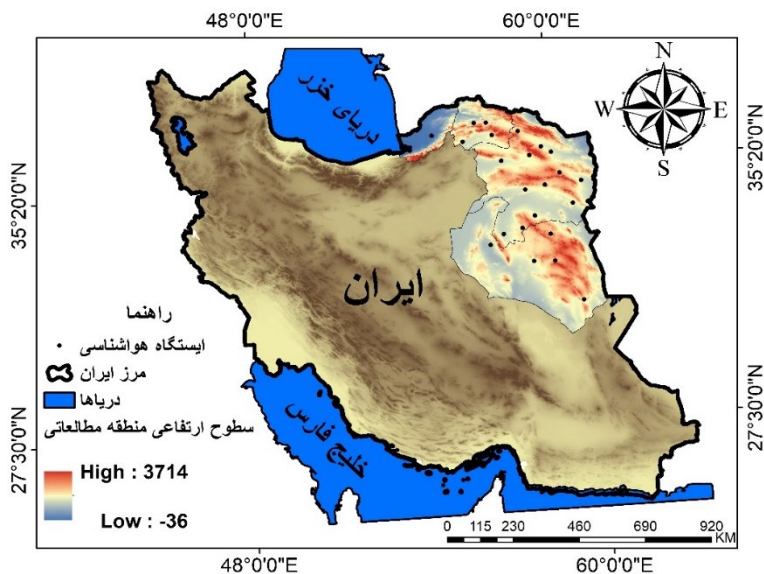 48°0'0"E 60°0'0"E
N
W E
S
دریای خزر
35°20'0"N 35°20'0"N
ایران
راهنما
ایستگاه هواشناسی
مرز ایران
دریاها
سطوح ارتفاعی منطقه مطالعاتی
High : 3714
Low : -36
خلیج فارس
27°30'0"N 27°30'0"N
0 115 230 460 690 920
KM
48°0'0"E 60°0'0"E